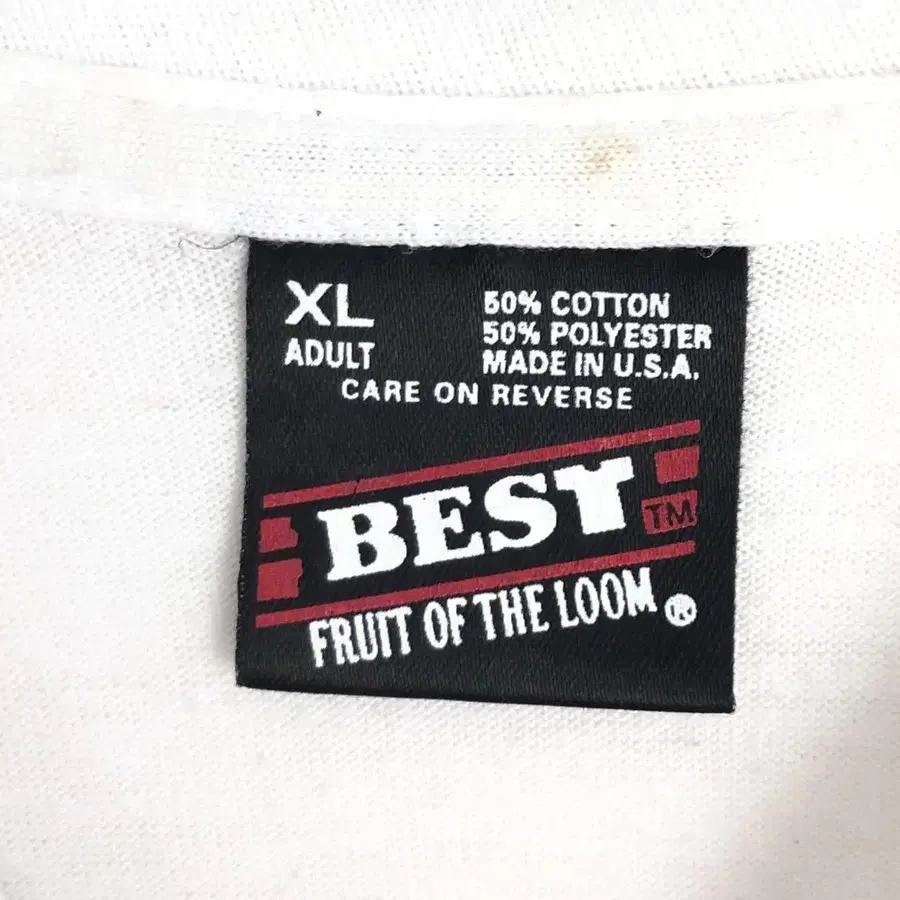 XL
ADULT
50% COTTON
50% POLYESTER
MADE IN U.S.A.
CARE ON REVERSE
BEST TM
FRUIT OF THE LOOM ®